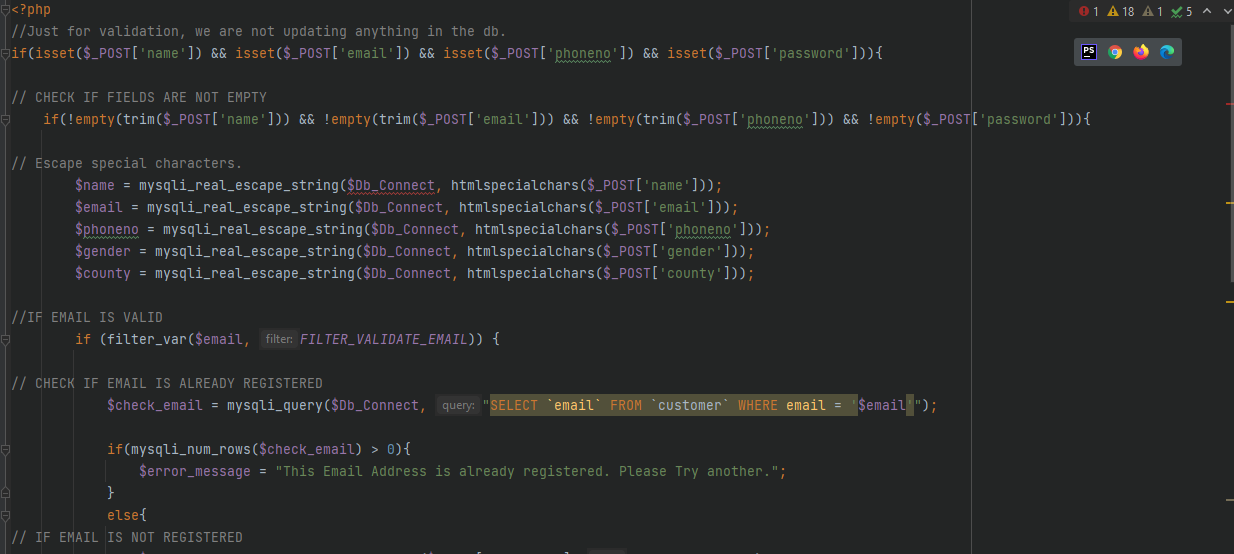 <?php
1 18 1 5
//Just for validation, we are not updating anything in the db.
if(isset($_POST['name']) && isset($_POST['email']) && isset($_POST['phoneno']) && isset($_POST['password'])){
PS
// CHECK IF FIELDS ARE NOT EMPTY
if(!empty(trim($_POST['name'])) && !empty(trim($_POST['email'])) && !empty(trim($_POST['phoneno'])) && !empty($_POST['password'])){
// Escape special characters.
$name = mysqli_real_escape_string($Db_Connect, htmlspecialchars($_POST['name']));
$email = mysqli_real_escape_string($Db_Connect, htmlspecialchars($_POST['email']));
$phoneno = mysqli_real_escape_string($Db_Connect, htmlspecialchars($_POST['phoneno']));
$gender = mysqli_real_escape_string($Db_Connect, htmlspecialchars($_POST['gender']));
$county = mysqli_real_escape_string($Db_Connect, htmlspecialchars($_POST['county']));
//IF EMAIL IS VALID
if (filter_var($email, filter: FILTER_VALIDATE_EMAIL)) {
// CHECK IF EMAIL IS ALREADY REGISTERED
$check_email = mysqli_query($Db_Connect, query: "SELECT `email` FROM `customer` WHERE email = '$email'");
if(mysqli_num_rows($check_email) > 0){
$error_message = "This Email Address is already registered. Please Try another.";
}
else{
// IF EMAIL IS NOT REGISTERED